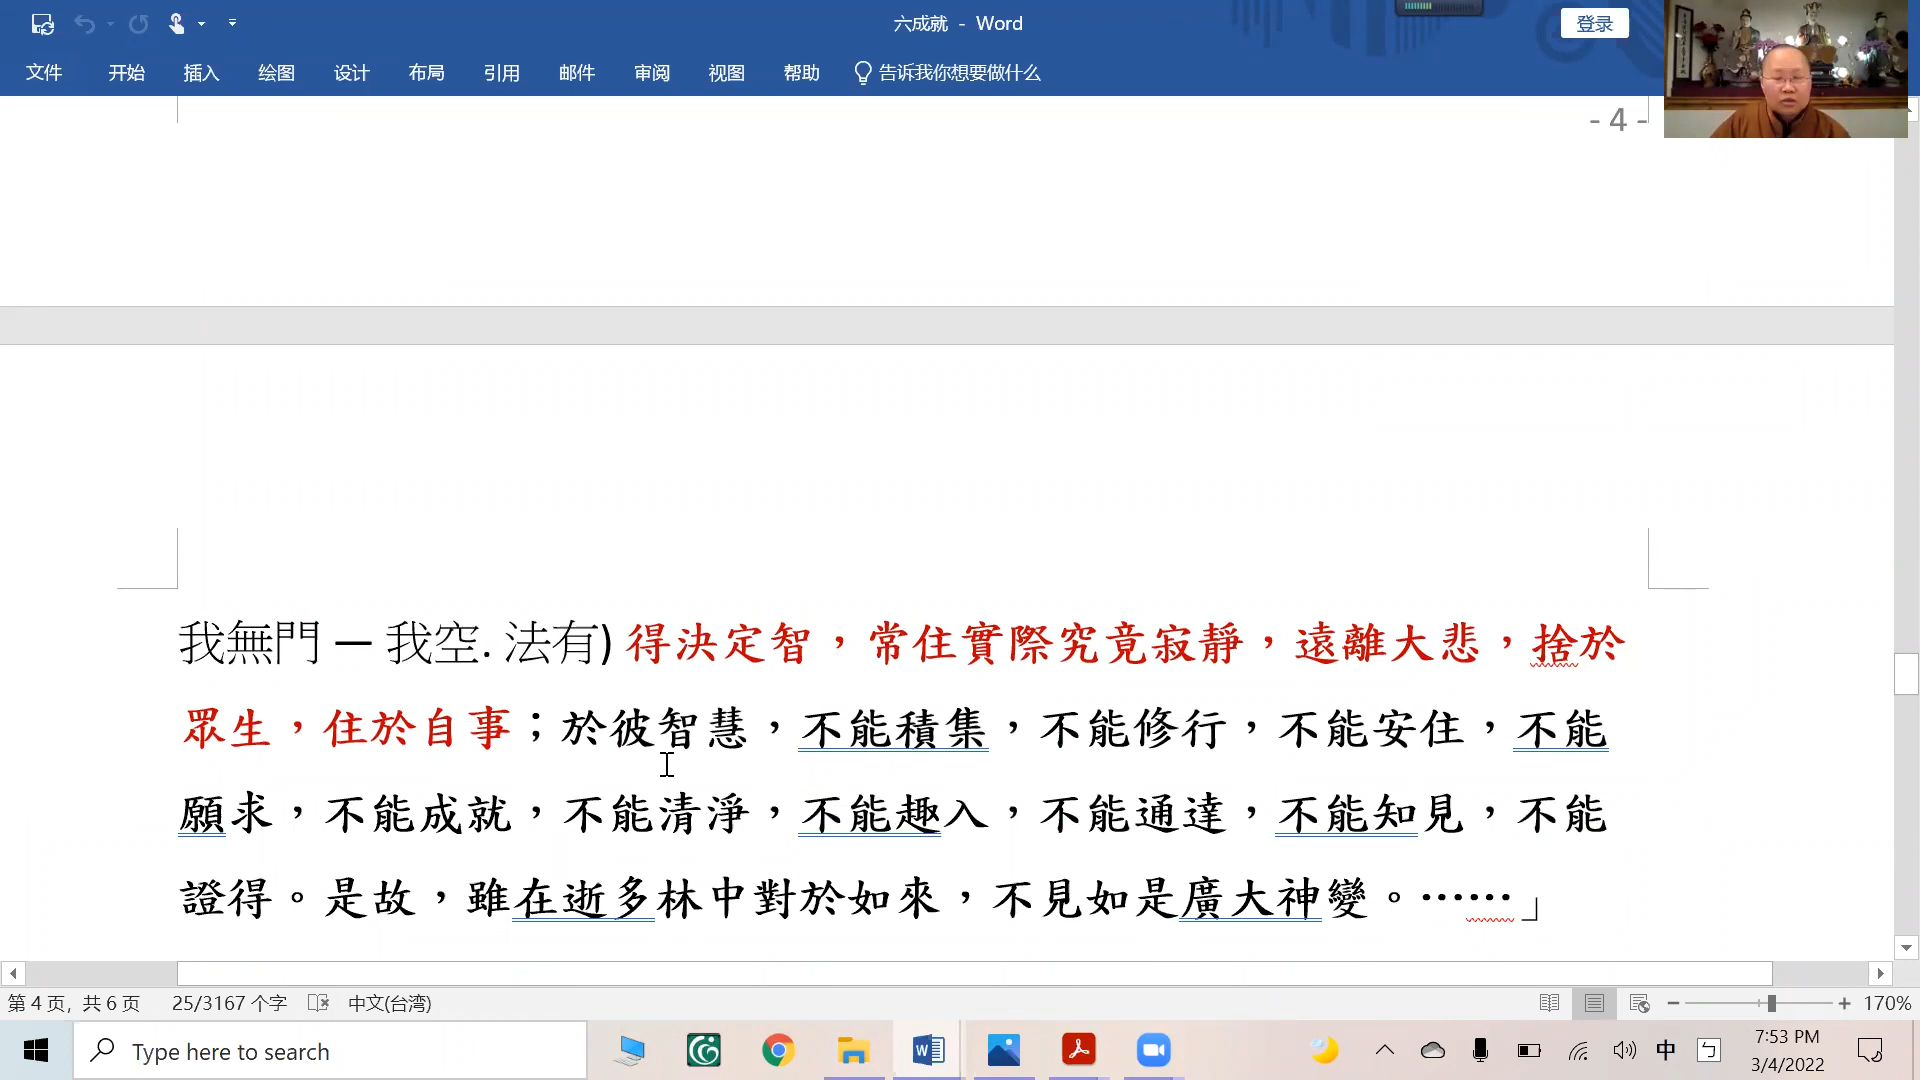 六成就 - Word
登录
文件 开始 插入 绘图 设计 布局 引用 邮件 审阅 视图 帮助 告诉我你想要做什么
- 4 -
我無門 — 我空. 法有) 得決定智，常住實際究竟寂靜，遠離大悲，捨於
眾生，住於自事；於彼智慧，不能積集，不能修行，不能安住，不能
願求，不能成就，不能清淨，不能趣入，不能通達，不能知見，不能
證得。是故，雖在逝多林中對於如來，不見如是廣大神變。⋯⋯」
第 4 页，共 6 页 25/3167 个字 中文(台湾) 170%
Type here to search
中
ㄅ
7:53 PM
3/4/2022